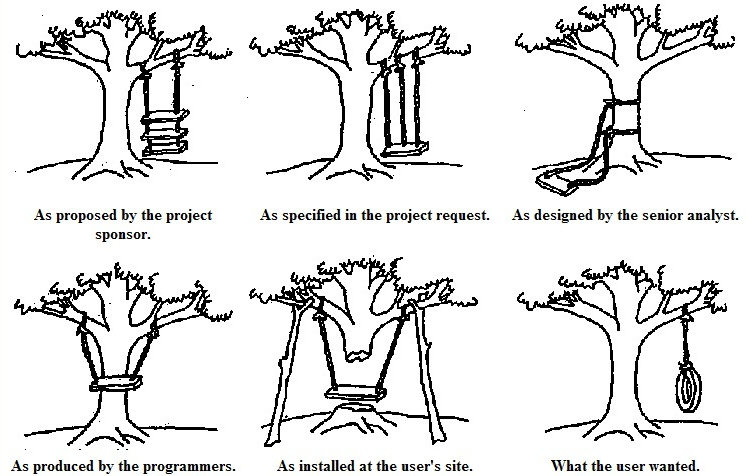 As proposed by the project
sponsor.
As specified in the project request.
As designed by the senior analyst.
As produced by the programmers.
As installed at the user's site.
What the user wanted.